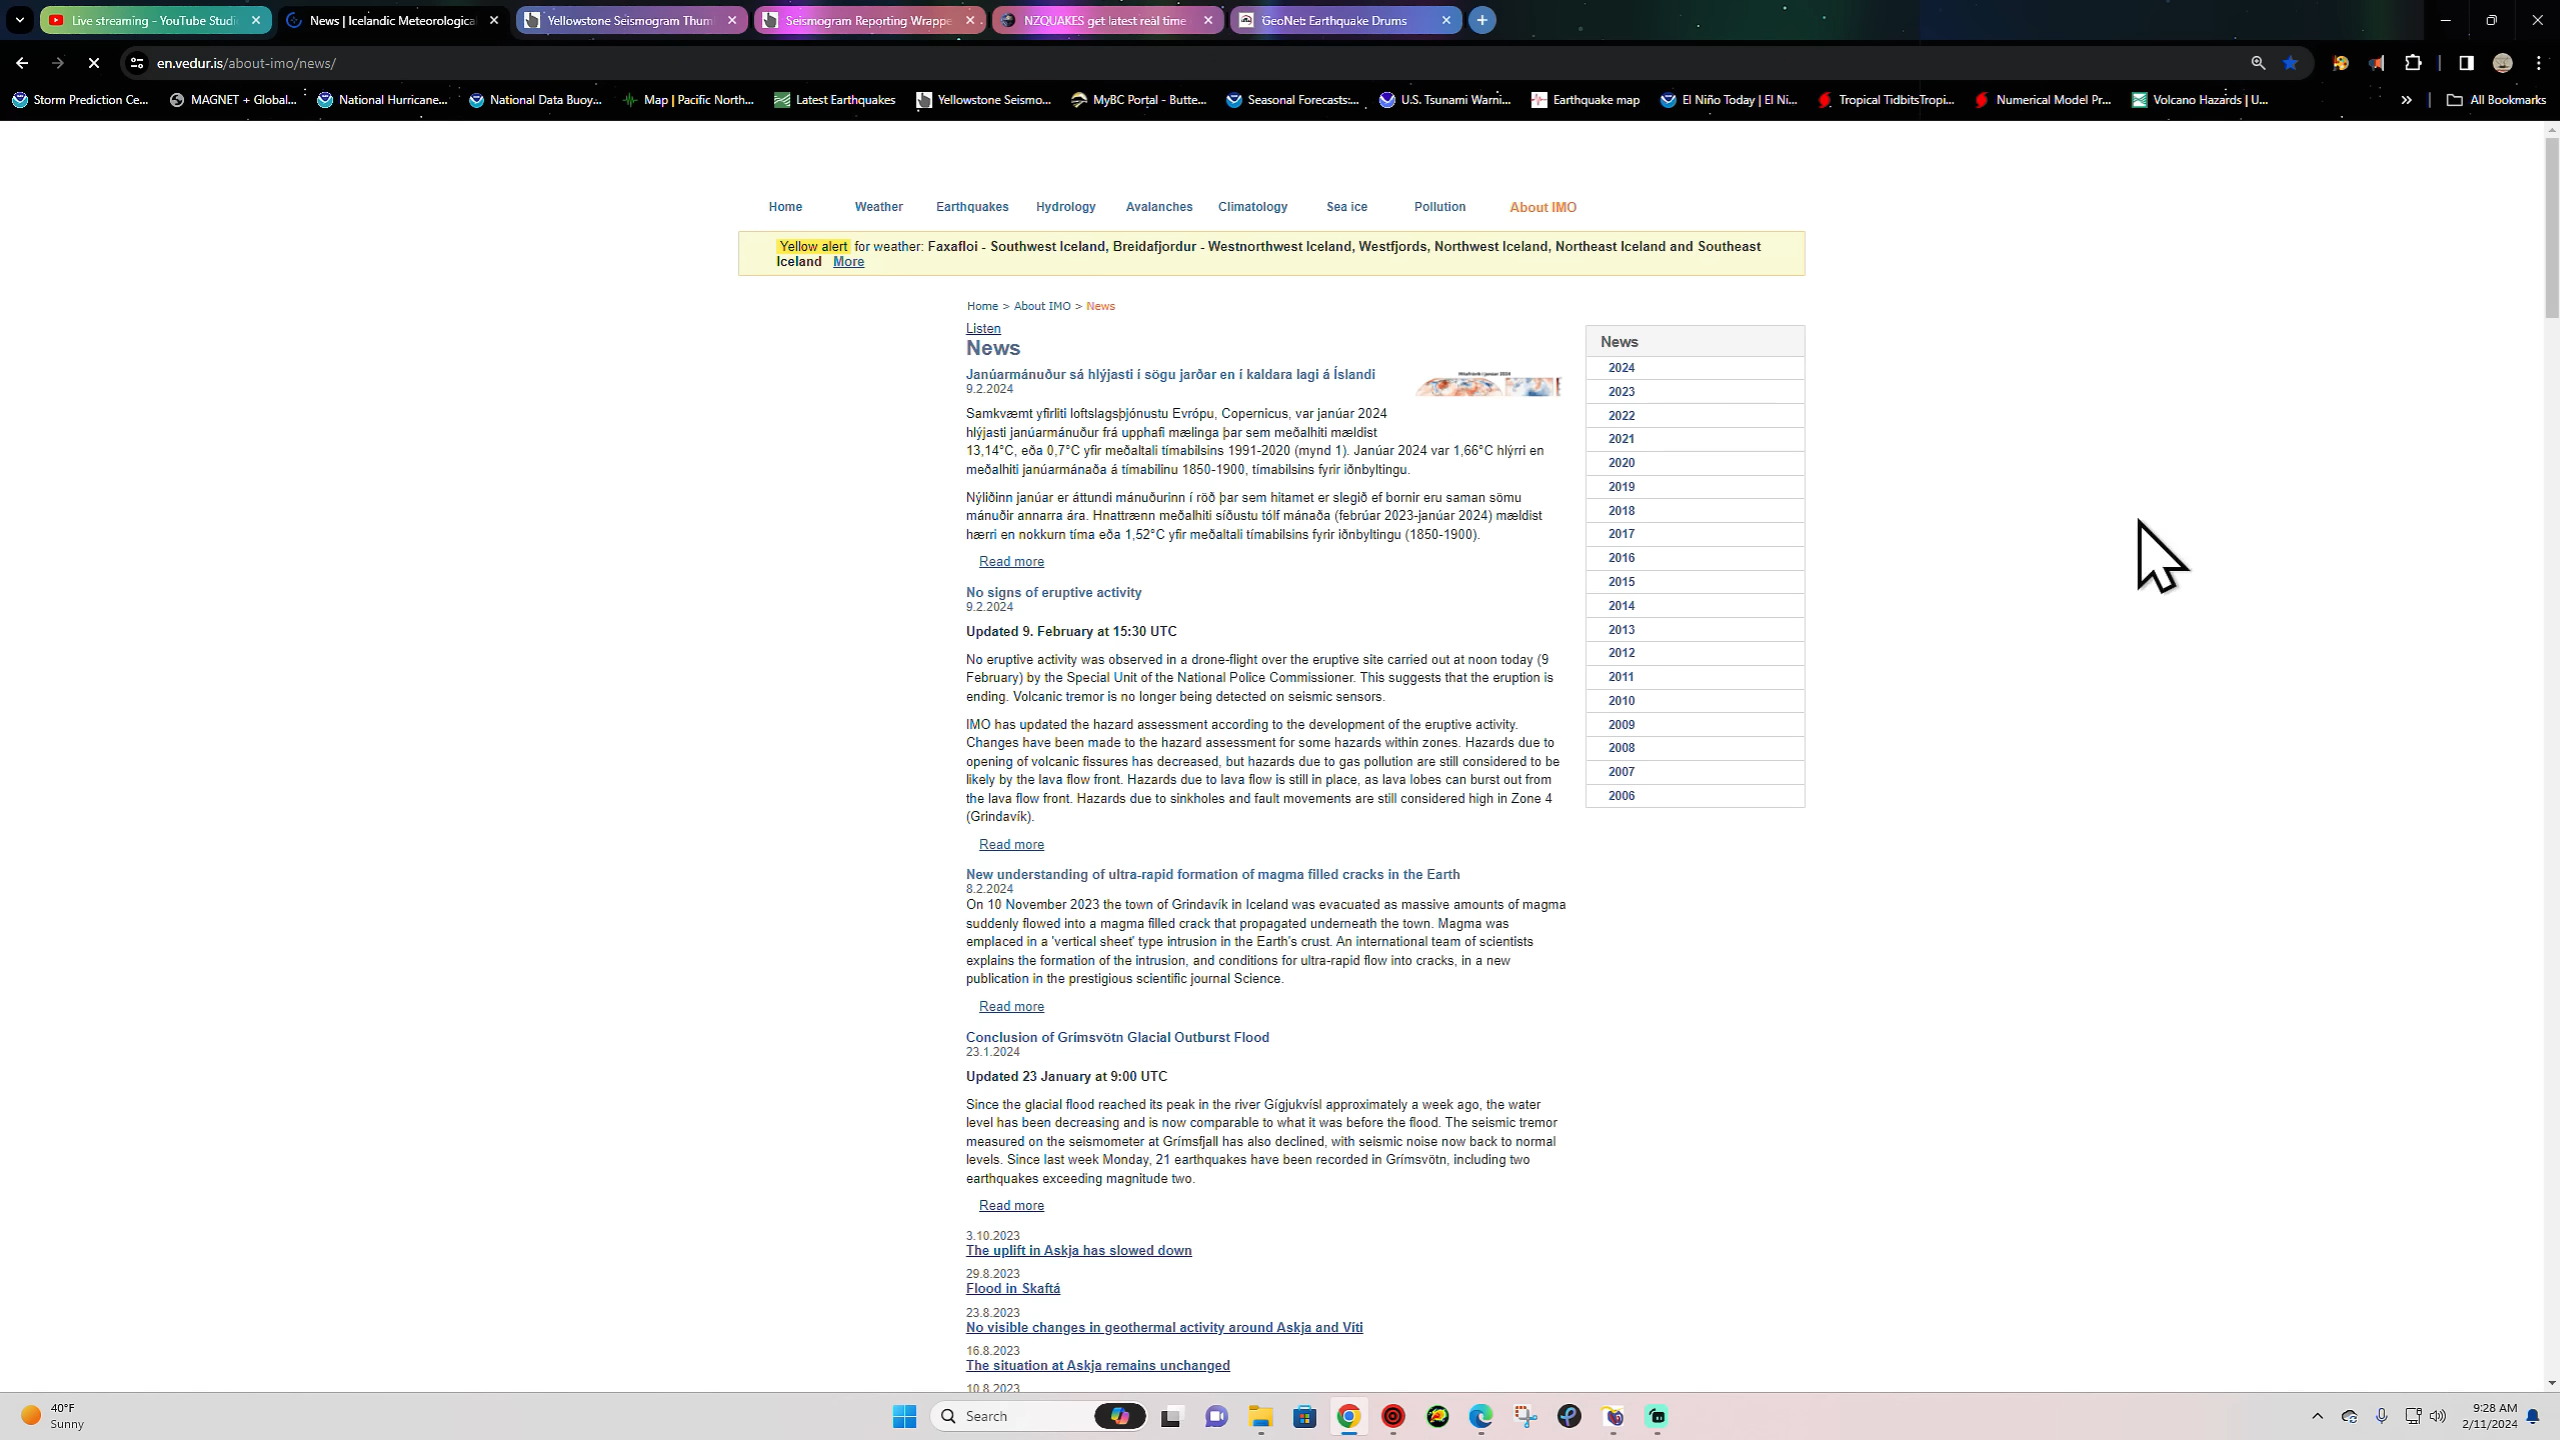 Live streaming - YouTube Studi
News | Icelandic Meteorologica
Yellowstone Seismogram Thum
Seismogram Reporting Wrappe
NZQUAKES get latest real time
GeoNet: Earthquake Drums
en.vedur.is/about-imo/news/
Storm Prediction Ce...
MAGNET + Global...
National Hurricane...
National Data Buoy...
Map | Pacific North...
Latest Earthquakes
Yellowstone Seismo...
MyBC Portal - Butte...
Seasonal Forecasts:...
U.S. Tsunami Warni...
Earthquake map
El Niño Today | El Ni...
Tropical TidbitsTropi...
Numerical Model Pr...
Volcano Hazards | U...
All Bookmarks
Home
Weather
Earthquakes
Hydrology
Avalanches
Climatology
Sea ice
Pollution
About IMO
Yellow alert for weather: Faxafloi - Southwest Iceland, Breidafjordur - Westnorthwest Iceland, Westfjords, Northwest Iceland, Northeast Iceland and Southeast
Iceland More
Home > About IMO > News
Listen
News
Janúarmánuður sá hlýjasti í sögu jarðar en í kaldara lagi á Íslandi
9.2.2024
Samkvæmt yfirliti loftslagsþjónustu Evrópu, Copernicus, var janúar 2024
hlýjasti janúarmánuður frá upphafi mælinga þar sem meðalhiti mældist
13,14°C, eða 0,7°C yfir meðaltali tímabilsins 1991-2020 (mynd 1). Janúar 2024 var 1,66°C hlýrri en
meðalhiti janúarmánaða á tímabilinu 1850-1900, tímabilsins fyrir iðnbyltingu.
Nýliðinn janúar er áttundi mánuðurinn í röð þar sem hitamet er slegið ef bornir eru saman sömu
mánuðir annarra ára. Hnattrænn meðalhiti síðustu tólf mánaða (febrúar 2023-janúar 2024) mældist
hærri en nokkurn tíma eða 1,52°C yfir meðaltali tímabilsins fyrir iðnbyltingu (1850-1900).
Read more
No signs of eruptive activity
9.2.2024
Updated 9. February at 15:30 UTC
No eruptive activity was observed in a drone-flight over the eruptive site carried out at noon today (9
February) by the Special Unit of the National Police Commissioner. This suggests that the eruption is
ending. Volcanic tremor is no longer being detected on seismic sensors.
IMO has updated the hazard assessment according to the development of the eruptive activity.
Changes have been made to the hazard assessment for some hazards within zones. Hazards due to
opening of volcanic fissures has decreased, but hazards due to gas pollution are still considered to be
likely by the lava flow front. Hazards due to lava flow is still in place, as lava lobes can burst out from
the lava flow front. Hazards due to sinkholes and fault movements are still considered high in Zone 4
(Grindavík).
Read more
New understanding of ultra-rapid formation of magma filled cracks in the Earth
8.2.2024
On 10 November 2023 the town of Grindavík in Iceland was evacuated as massive amounts of magma
suddenly flowed into a magma filled crack that propagated underneath the town. Magma was
emplaced in a 'vertical sheet' type intrusion in the Earth's crust. An international team of scientists
explains the formation of the intrusion, and conditions for ultra-rapid flow into cracks, in a new
publication in the prestigious scientific journal Science.
Read more
Conclusion of Grímsvötn Glacial Outburst Flood
23.1.2024
Updated 23 January at 9:00 UTC
Since the glacial flood reached its peak in the river Gígjukvísl approximately a week ago, the water
level has been decreasing and is now comparable to what it was before the flood. The seismic tremor
measured on the seismometer at Grímsfjall has also declined, with seismic noise now back to normal
levels. Since last week Monday, 21 earthquakes have been recorded in Grímsvötn, including two
earthquakes exceeding magnitude two.
Read more
3.10.2023
The uplift in Askja has slowed down
29.8.2023
Flood in Skaftá
23.8.2023
No visible changes in geothermal activity around Askja and Víti
16.8.2023
The situation at Askja remains unchanged
10.8.2023
News
2024
2023
2022
2021
2020
2019
2018
2017
2016
2015
2014
2013
2012
2011
2010
2009
2008
2007
2006
40°F
Sunny
Search
9:28 AM
2/11/2024